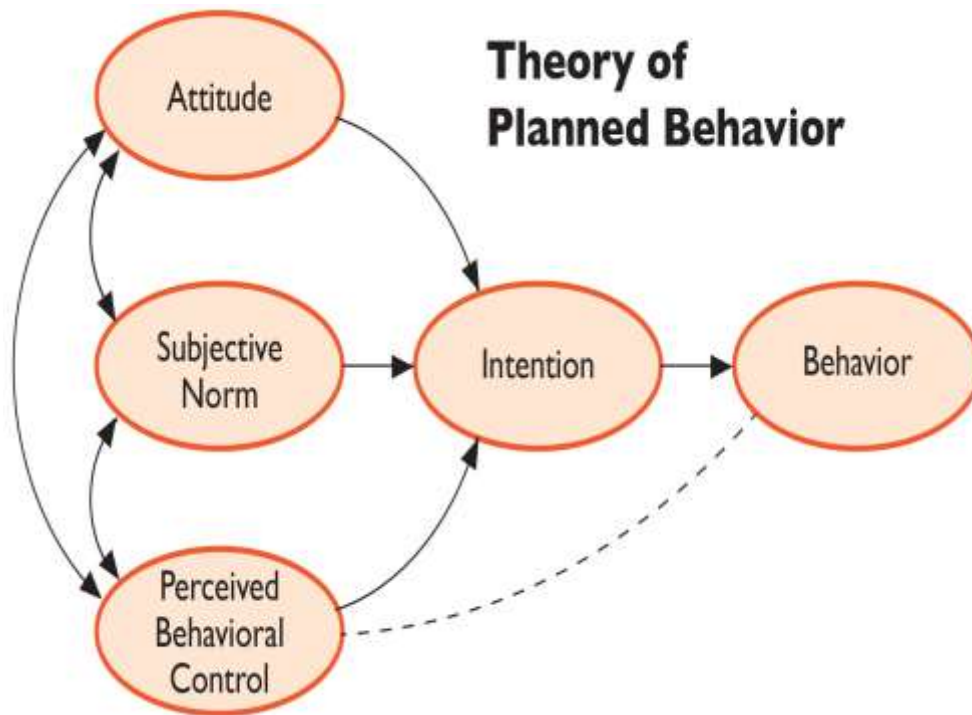 Theory of
Planned Behavior
Attitude
Subjective
Norm
Intention
Behavior
Perceived
Behavioral
Control